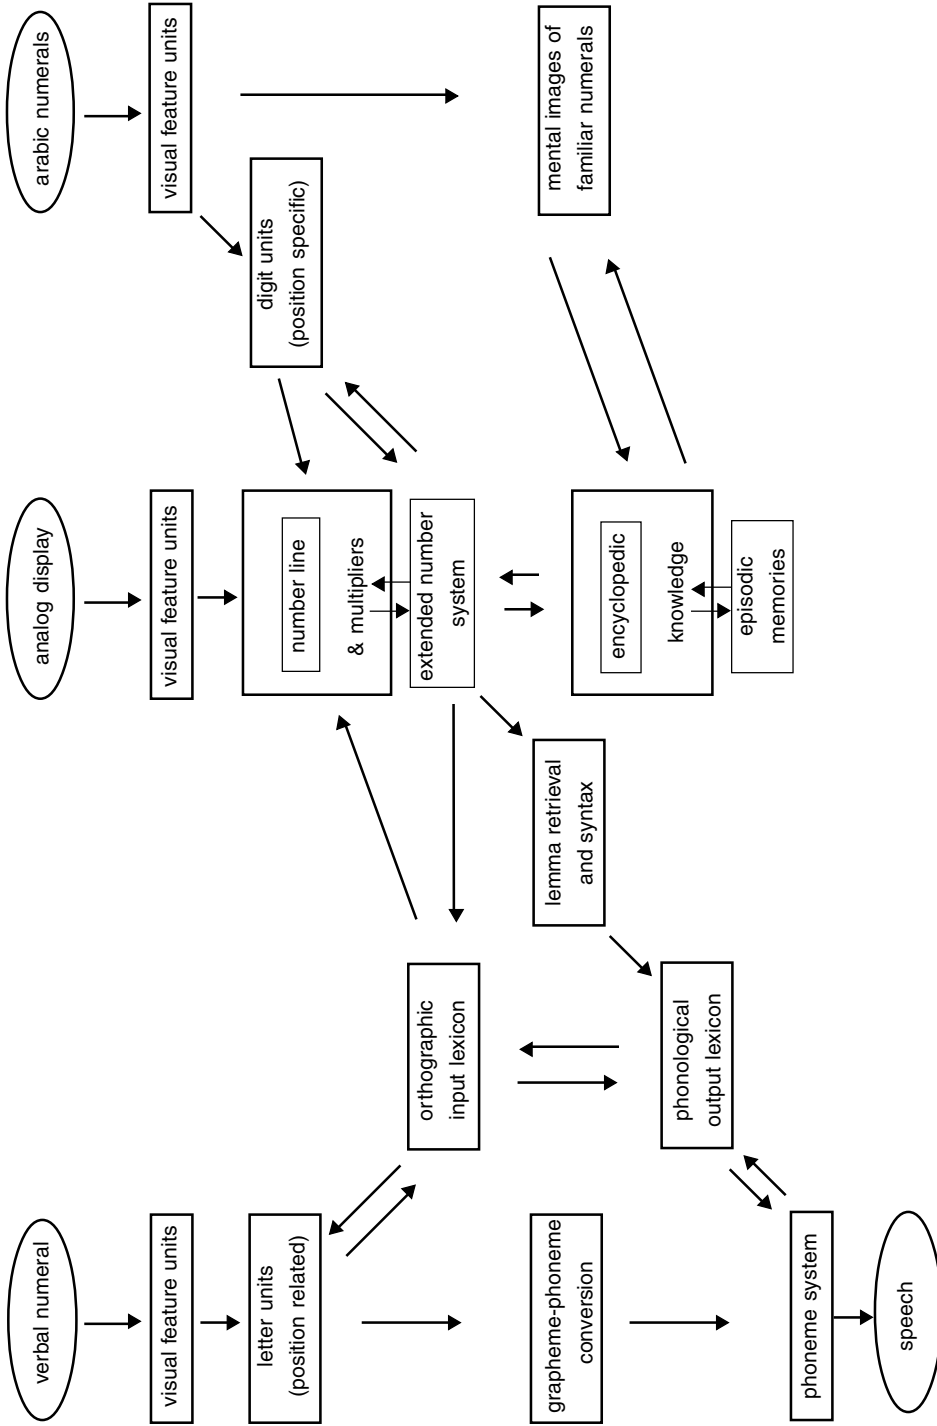 verbal numeral
analog display
arabic numerals
visual feature units
visual feature units
visual feature units
letter units
(position related)
number line
& multipliers
digit units
(position specific)
orthographic
input lexicon
extended number
system
grapheme-phoneme
conversion
lemma retrieval
and syntax
encyclopedic
knowledge
mental images of
familiar numerals
phonological
output lexicon
episodic
memories
phoneme system
speech